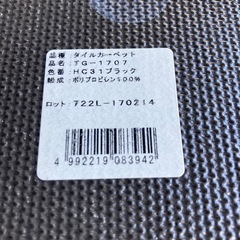 品種：タイルカーペット
品名：TG-1707
色番：HC31ブラック
組成：ポリプロピレン100%
ロット：722L-170214
4 992219 083942